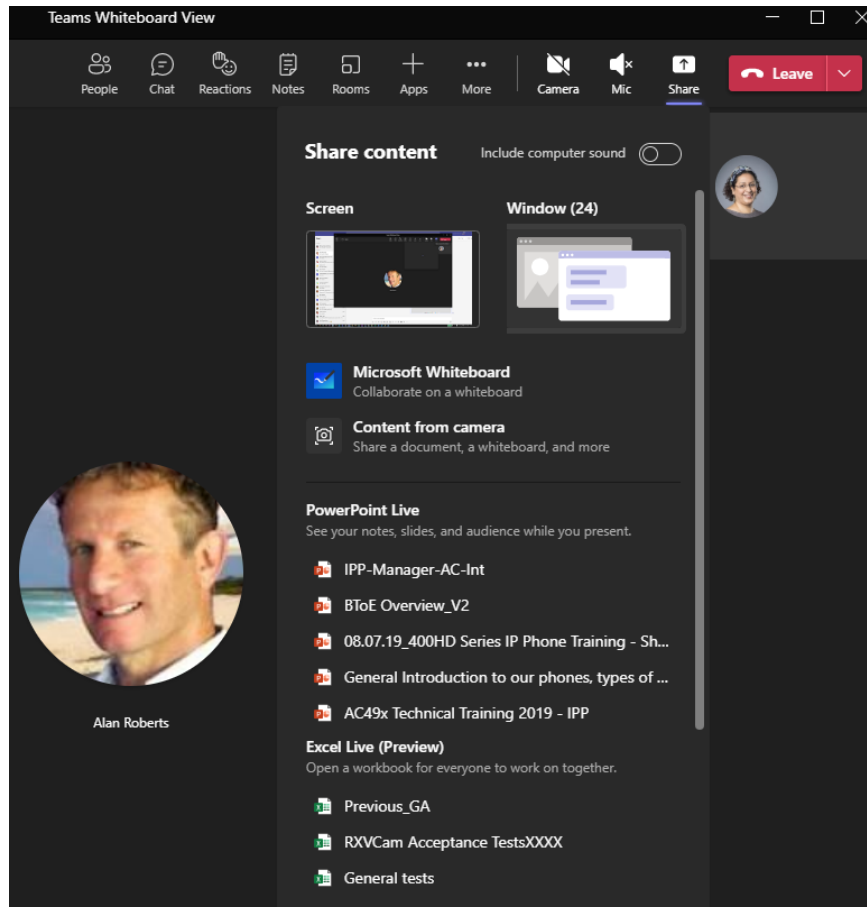 Teams Whiteboard View
People Chat Reactions Notes Rooms Apps More Camera Mic Share Leave
Share content Include computer sound
Screen Window (24)
Microsoft Whiteboard
Collaborate on a whiteboard
Content from camera
Share a document, a whiteboard, and more
PowerPoint Live
See your notes, slides, and audience while you present.
IPP-Manager-AC-Int
BToE Overview_V2
08.07.19_400HD Series IP Phone Training - Sh...
General Introduction to our phones, types of ...
AC49x Technical Training 2019 - IPP
Alan Roberts
Excel Live (Preview)
Open a workbook for everyone to work on together.
Previous_GA
RXVCam Acceptance TestsXXXX
General tests